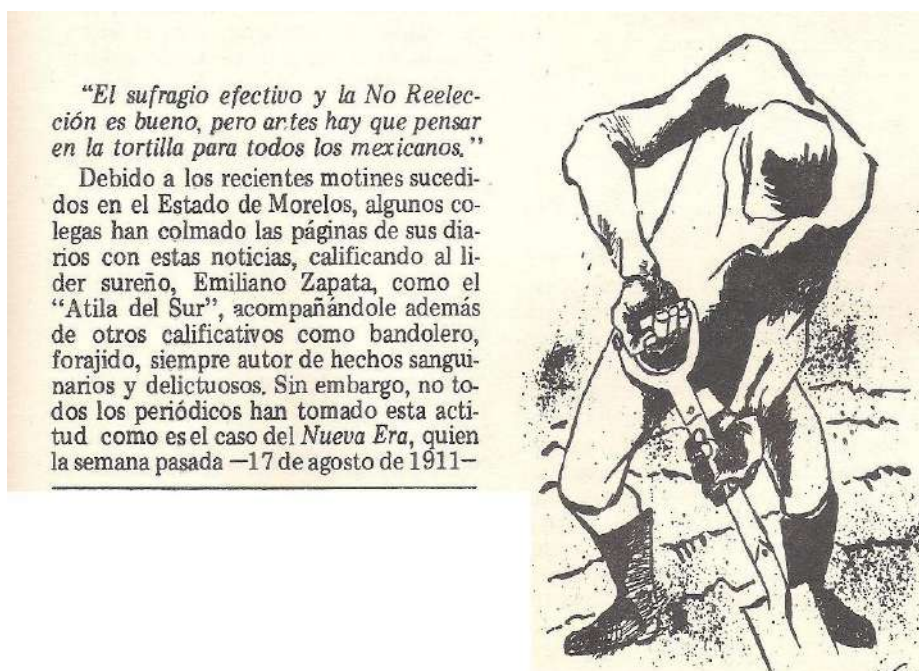 “El sufragio efectivo y la No Reelec-
ción es bueno, pero antes hay que pensar
en la tortilla para todos los mexicanos.”
Debido a los recientes motines sucedi-
dos en el Estado de Morelos, algunos co-
legas han colmado las páginas de sus dia-
rios con estas noticias, calificando al li-
der sureño, Emiliano Zapata, como el
“Atila del Sur”, acompañándole además
de otros calificativos como bandolero,
forajido, siempre autor de hechos sangui-
narios y delictuosos. Sin embargo, no to-
dos los periódicos han tomado esta acti-
tud como es el caso del Nueva Era, quien
la semana pasada —17 de agosto de 1911—